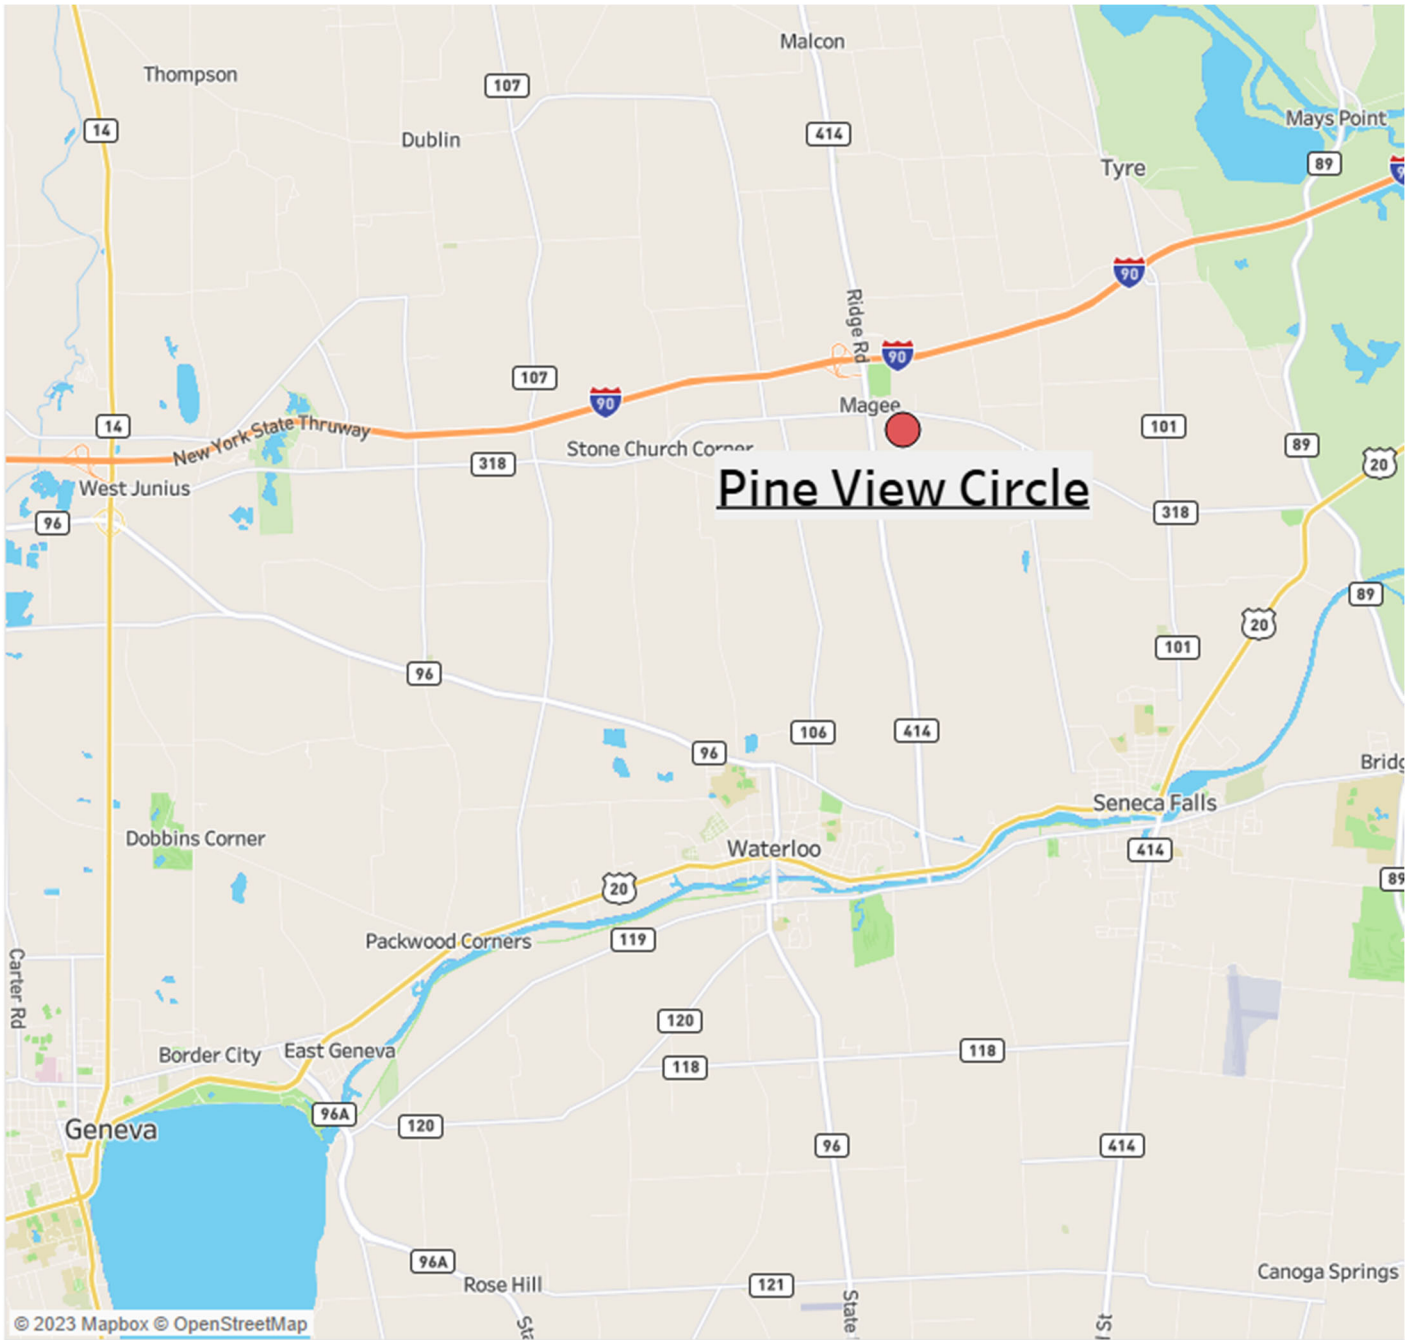 Malcon
Thompson
107
14
Mays Point
414
Dublin
89
Tyre
90
Ridge Rd
90
107
90
Magee
14
New York State Thruway
101
89
Stone Church Corner
318
20
West Junius
Pine View Circle
318
96
89
20
101
96
414
106
96
Bridg
Seneca Falls
Dobbins Corner
Waterloo
414
89
20
Packwood Corners
119
Carter Rd
120
East Geneva
118
Border City
118
96A
120
Geneva
96
414
96A
Canoga Springs
Rose Hill
121
State
Sta
St
© 2023 Mapbox © OpenStreetMap